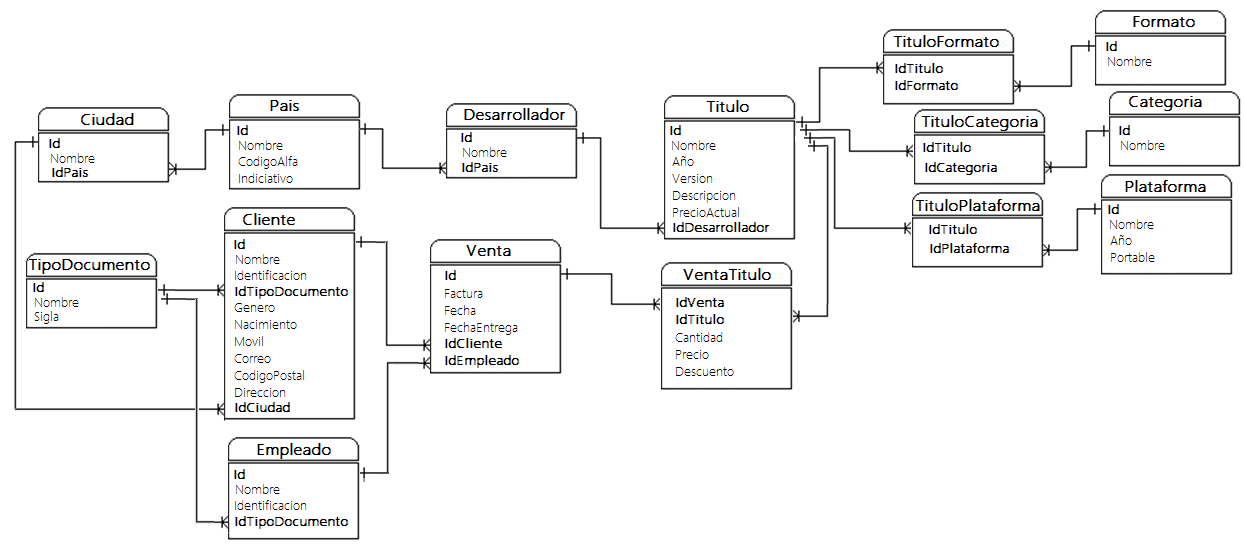 Ciudad
Id
Nombre
IdPais
Pais
Id
Nombre
CodigoAlfa
Indiciativo
Desarrollador
Id
Nombre
IdPais
Titulo
Id
Nombre
Año
Version
Descripcion
PrecioActual
IdDesarrollador
TituloFormato
IdTitulo
IdFormato
Formato
Id
Nombre
TituloCategoria
IdTitulo
IdCategoria
Categoria
Id
Nombre
TituloPlataforma
IdTitulo
IdPlataforma
Plataforma
Id
Nombre
Año
Portable
TipoDocumento
Id
Nombre
Sigla
Cliente
Id
Nombre
Identificacion
IdTipoDocumento
Genero
Nacimiento
Movil
Correo
CodigoPostal
Direccion
IdCiudad
Venta
Id
Factura
Fecha
FechaEntrega
IdCliente
IdEmpleado
VentaTitulo
IdVenta
IdTitulo
Cantidad
Precio
Descuento
Empleado
Id
Nombre
Identificacion
IdTipoDocumento